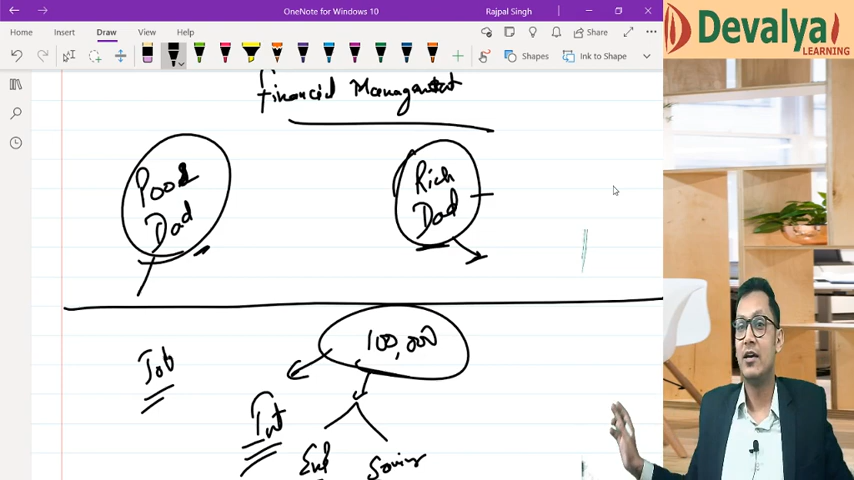 OneNote for Windows 10
Rajpal Singh
Home Insert Draw View Help
Share
Shapes
Ink to Shape
Devalya
LEARNING
Financial Management
Poor
Dad
Rich
Dad
100,000
Job
Saving